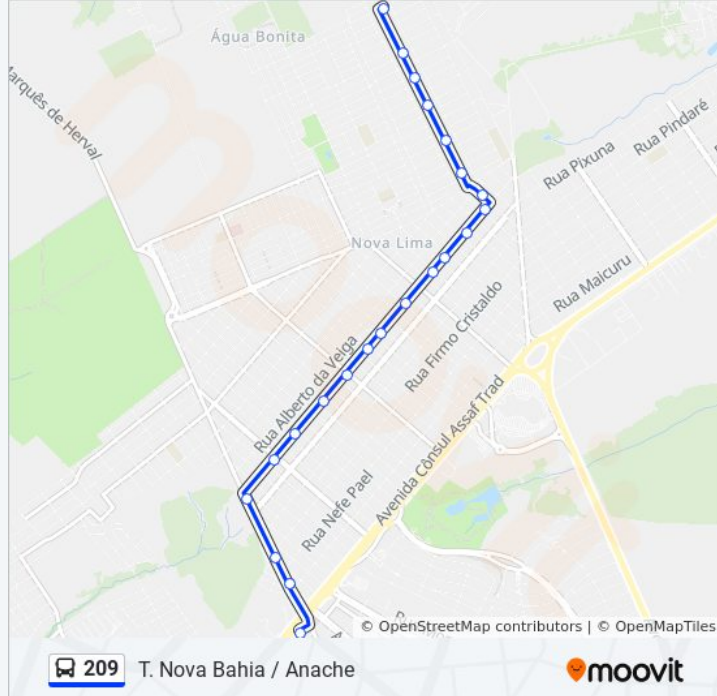 Água Bonita
Marquês de Herval
Rua Pindaré
Rua Pixuna
Nova Lima
Rua Maicuru
Rua Firmo Cristaldo
Rua Alberto da Veiga
Avenida Cônsul Assaf Trad
Rua Nefe Pael
© OpenStreetMap contributors | © OpenMapTiles
209 T. Nova Bahia / Anache
moovit